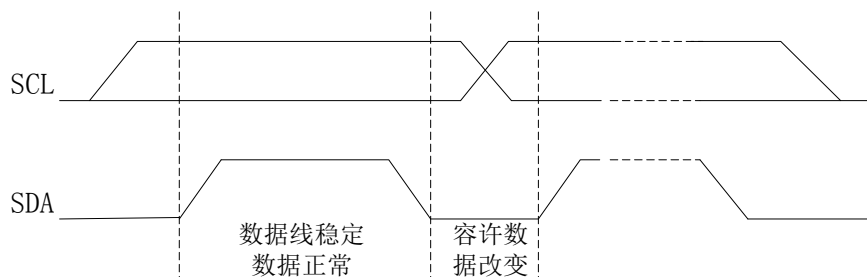 SCL
SDA
数据线稳定
数据正常
容许数
据改变